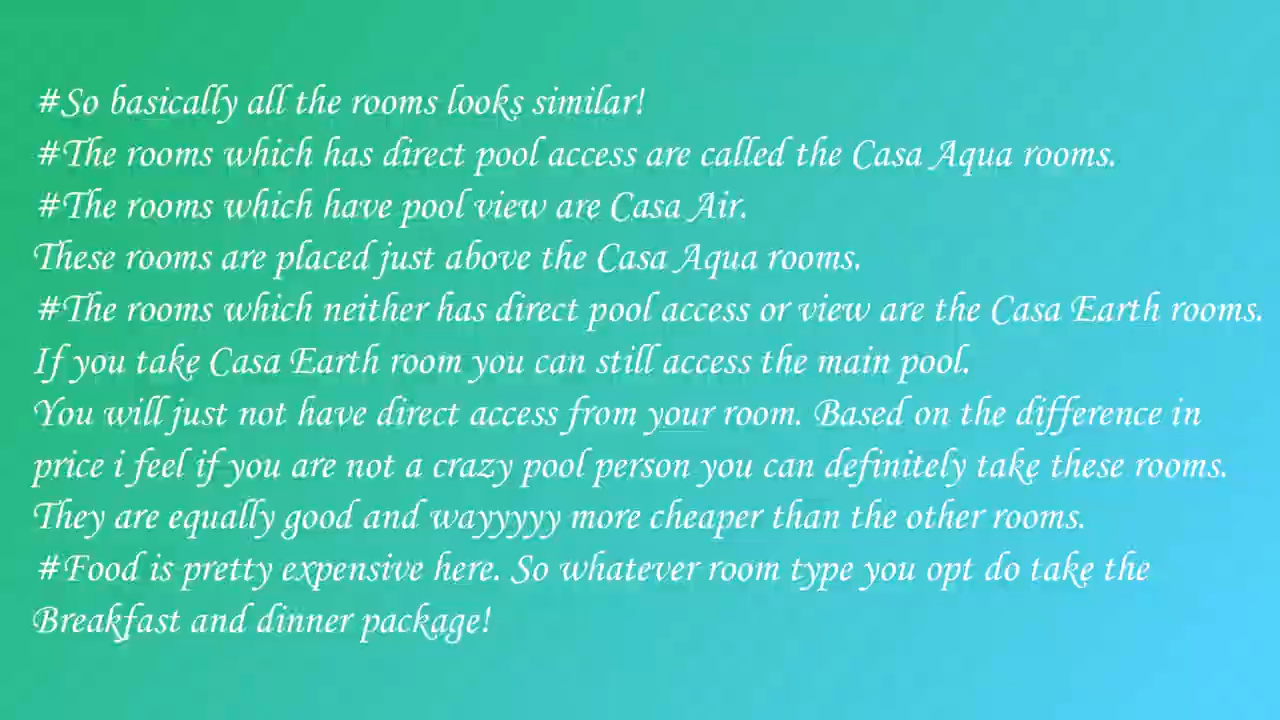 #So basically all the rooms looks similar!
#The rooms which has direct pool access are called the Casa Aqua rooms.
#The rooms which have pool view are Casa Air.
These rooms are placed just above the Casa Aqua rooms.
#The rooms which neither has direct pool access or view are the Casa Earth rooms.
If you take Casa Earth room you can still access the main pool.
You will just not have direct access from your room. Based on the difference in
price i feel if you are not a crazy pool person you can definitely take these rooms.
They are equally good and wayyyyy more cheaper than the other rooms.
#Food is pretty expensive here. So whatever room type you opt do take the
Breakfast and dinner package!